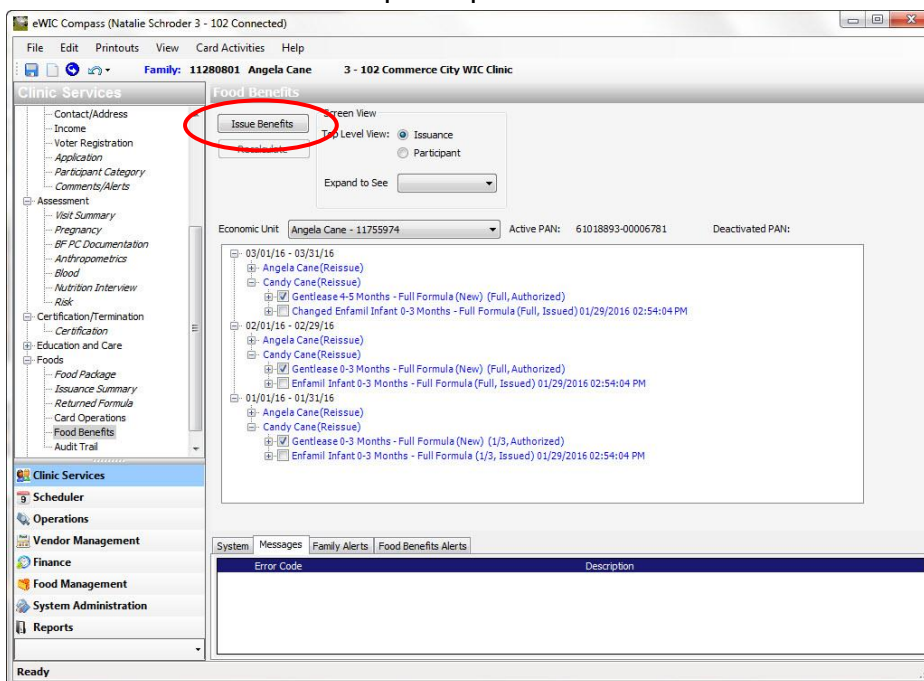 eWIC Compass (Natalie Schroder 3 - 102 Connected)
File Edit Printouts View Card Activities Help
Family: 11280801 Angela Cane 3 - 102 Commerce City WIC Clinic
Clinic Services
Food Benefits
Contact/Address
Income
Voter Registration
Application
Participant Category
Comments/Alerts
Assessment
Visit Summary
Pregnancy
BF PC Documentation
Anthropometrics
Blood
Nutrition Interview
Risk
Certification/Termination
Certification
Education and Care
Foods
Food Package
Issuance Summary
Returned Formula
Card Operations
Food Benefits
Audit Trail
Clinic Services
9 Scheduler
Operations
Vendor Management
Finance
Food Management
System Administration
Reports
Issue Benefits
Recalculate
Screen View
Top Level View: Issuance
Participant
Expand to See
Economic Unit Angela Cane - 11755974 Active PAN: 61018893-00006781 Deactivated PAN:
03/01/16 - 03/31/16
Angela Cane(Reissue)
Candy Cane(Reissue)
Gentlease 4-5 Months - Full Formula (New) (Full, Authorized)
Changed Enfamil Infant 0-3 Months - Full Formula (Full, Issued) 01/29/2016 02:54:04 PM
02/01/16 - 02/29/16
Angela Cane(Reissue)
Candy Cane(Reissue)
Gentlease 0-3 Months - Full Formula (New) (Full, Authorized)
Enfamil Infant 0-3 Months - Full Formula (Full, Issued) 01/29/2016 02:54:04 PM
01/01/16 - 01/31/16
Angela Cane(Reissue)
Candy Cane(Reissue)
Gentlease 0-3 Months - Full Formula (New) (1/3, Authorized)
Enfamil Infant 0-3 Months - Full Formula (1/3, Issued) 01/29/2016 02:54:04 PM
System Messages Family Alerts Food Benefits Alerts
Error Code Description
Ready